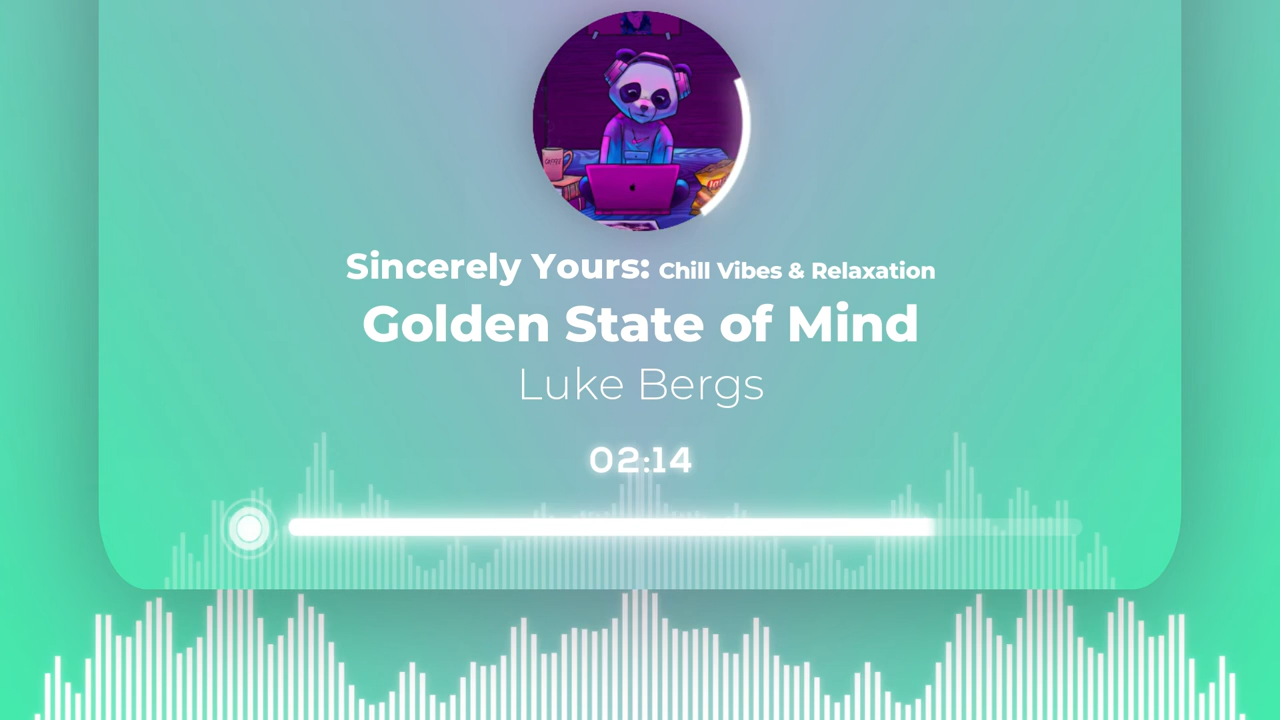 Sincerely Yours: Chill Vibes & Relaxation
Golden State of Mind
Luke Bergs
02:14